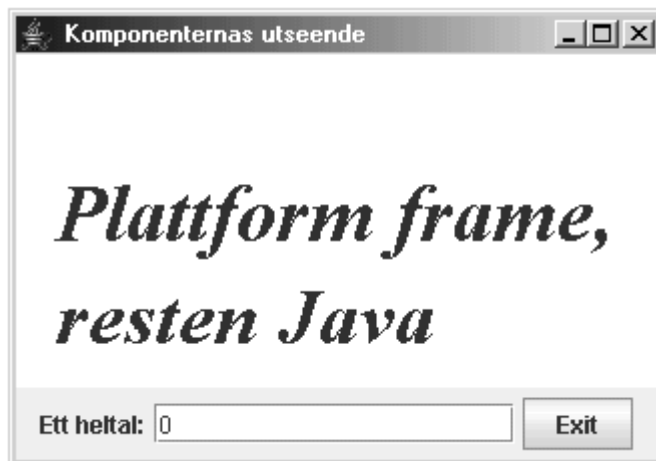 Komponenternas utseende
Plattform frame,
resten Java
Ett heltal: 0 Exit